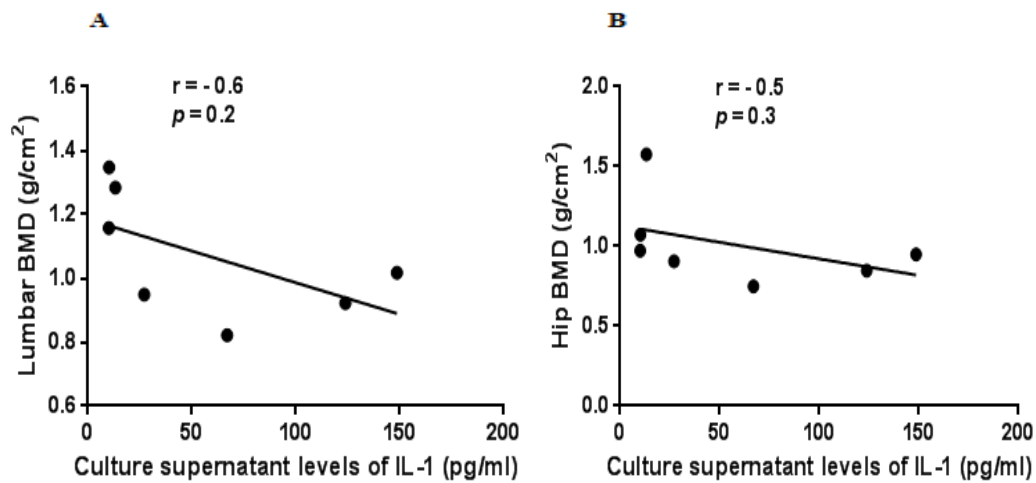 A
r = - 0.6
p = 0.2
Lumbar BMD (g/cm²)
1.6
1.4
1.2
1.0
0.8
0.6
0 50 100 150 200
Culture supernatant levels of IL-1 (pg/ml)
B
r = - 0.5
p = 0.3
Hip BMD (g/cm²)
2.0
1.5
1.0
0.5
0.0
0 50 100 150 200
Culture supernatant levels of IL-1 (pg/ml)